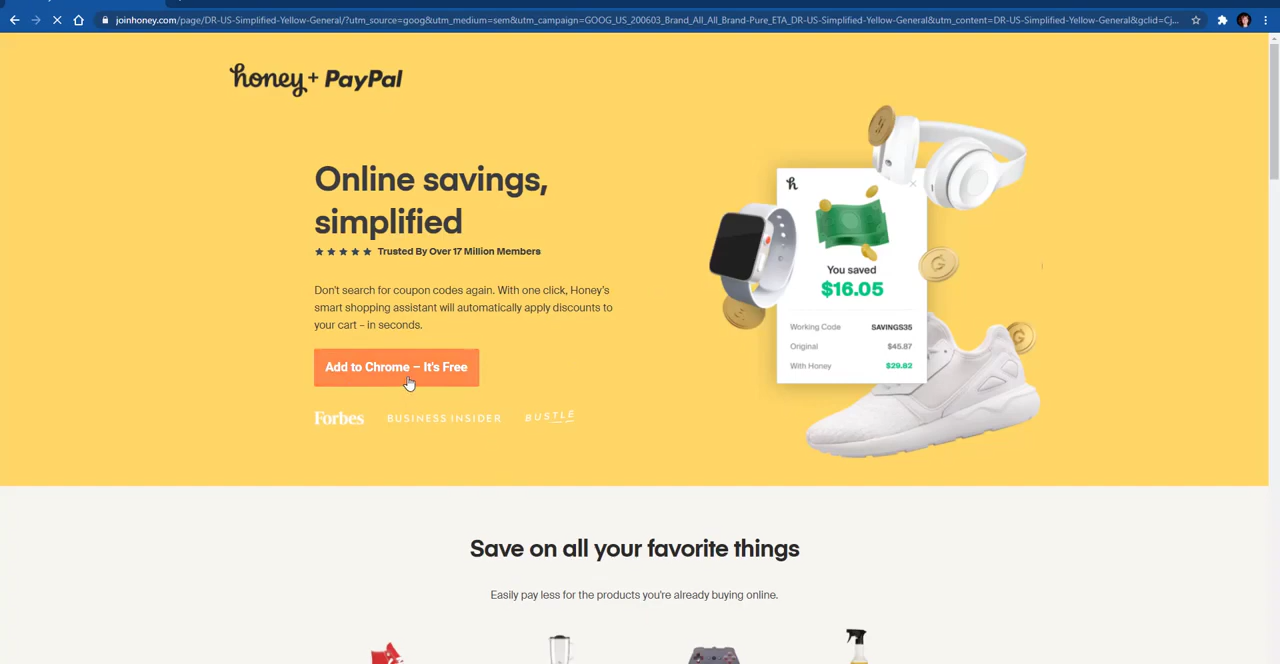 joinhoney.com/page/DR-US-Simplified-Yellow-General/?utm_source=goog&utm_medium=sem&utm_campaign=GOOG_US_200603_Brand_All_All_Brand-Pure_ETA_DR-US-Simplified-Yellow-General&utm_content=DR-US-Simplified-Yellow-General&gclid=Cj...
honey + PayPal
Online savings,
simplified
Trusted By Over 17 Million Members
Don't search for coupon codes again. With one click, Honey's
smart shopping assistant will automatically apply discounts to
your cart – in seconds.
Add to Chrome – It's Free
Forbes BUSINESS INSIDER BUSTLE
h
You saved
$16.05
Working Code SAVINGS35
Original $45.87
With Honey $29.82
Save on all your favorite things
Easily pay less for the products you're already buying online.